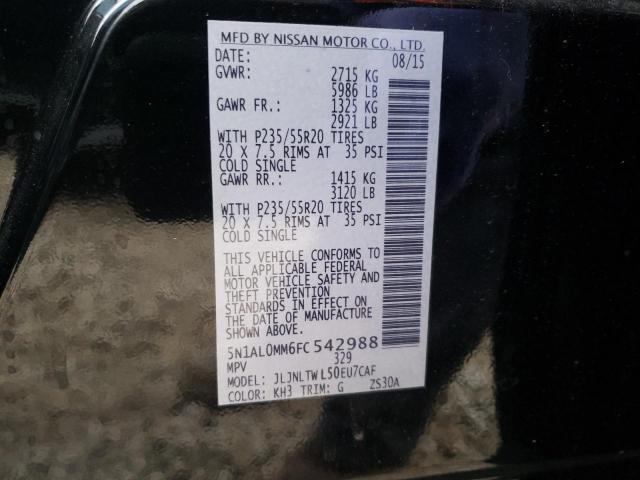 MFD BY NISSAN MOTOR CO., LTD.
DATE: 08/15
GVWR: 2715 KG
5986 LB
GAWR FR.: 1325 KG
2921 LB
WITH P235/55R20 TIRES
20 X 7.5 RIMS AT 35 PSI
COLD SINGLE
GAWR RR.: 1415 KG
3120 LB
WITH P235/55R20 TIRES
20 X 7.5 RIMS AT 35 PSI
COLD SINGLE
THIS VEHICLE CONFORMS TO
ALL APPLICABLE FEDERAL
MOTOR VEHICLE SAFETY AND
THEFT PREVENTION
STANDARDS IN EFFECT ON
THE DATE OF MANUFACTURE
SHOWN ABOVE.
5N1AL0MM6FC 542988
MPV 329
MODEL: JLJNLTW L50EU7CAF
COLOR: KH3 TRIM: G ZS30A